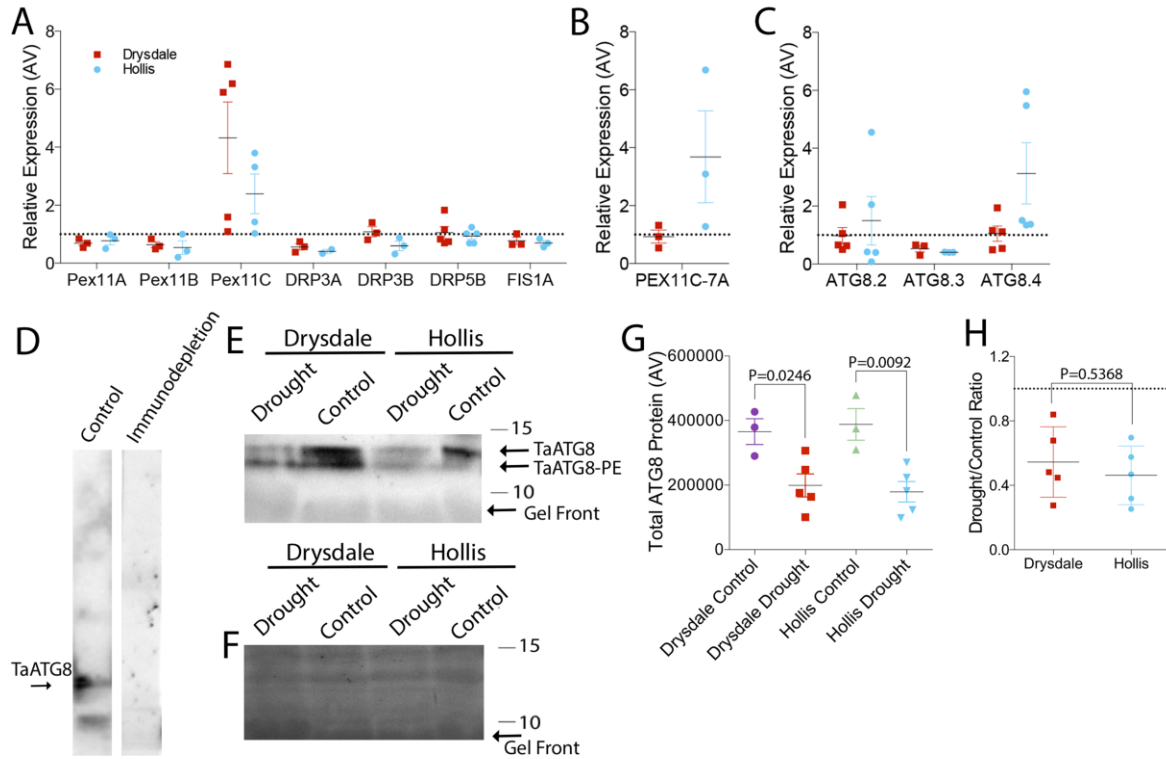 A
Relative Expression (AV)
8
6
4
2
0
Drysdale
Hollis
Pex11A Pex11B Pex11C DRP3A DRP3B DRP5B FIS1A
B
Relative Expression (AV)
8
6
4
2
0
PEX11C-7A
C
Relative Expression (AV)
8
6
4
2
0
ATG8.2 ATG8.3 ATG8.4
D
Control
Immunodepletion
TaATG8
E
Drysdale Hollis
Drought Control Drought Control
15
TaATG8
TaATG8-PE
10
Gel Front
F
Drysdale Hollis
Drought Control Drought Control
15
10
Gel Front
G
Total ATG8 Protein (AV)
600000
400000
200000
0
P=0.0246
P=0.0092
Drysdale Control
Drysdale Drought
Hollis Control
Hollis Drought
H
Drought/Control Ratio
1.2
0.8
0.4
0.0
P=0.5368
Drysdale Hollis